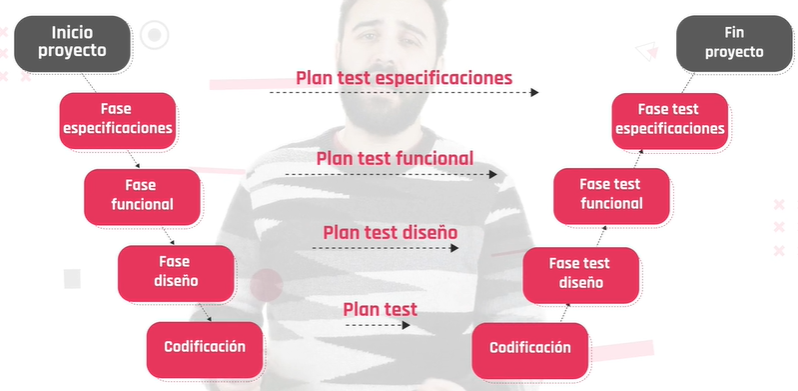 Inicio
proyecto
Fin
proyecto
Plan test especificaciones
Fase
especificaciones
Fase test
especificaciones
Plan test funcional
Fase
funcional
Fase test
funcional
Plan test diseño
Fase
diseño
Fase test
diseño
Plan test
Codificación
Codificación